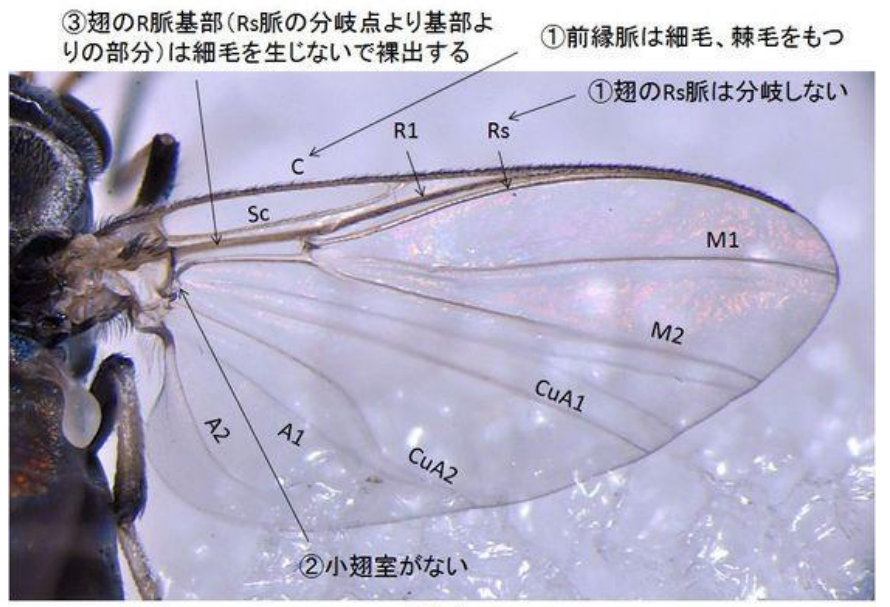 ③翅のR脈基部(Rs脈の分岐点より基部よ
りの部分)は細毛を生じないで裸出する
①前縁脈は細毛、棘毛をもつ
①翅のRs脈は分岐しない
C
R1
Rs
Sc
M1
M2
CuA1
A2
A1
CuA2
②小翅室がない